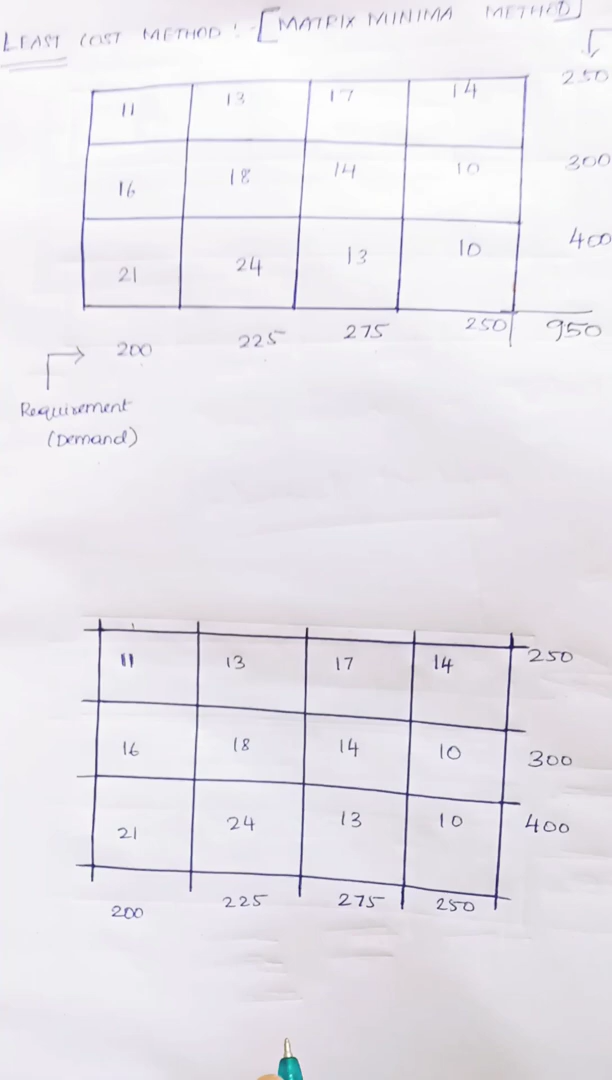 LEAST COST METHOD : [MATRIX MINIMA METHOD]
11 13 17 14 250
16 18 14 10 300
21 24 13 10 400
200 225 275 250 950
Requirement
(Demand)
11 13 17 14 250
16 18 14 10 300
21 24 13 10 400
200 225 275 250